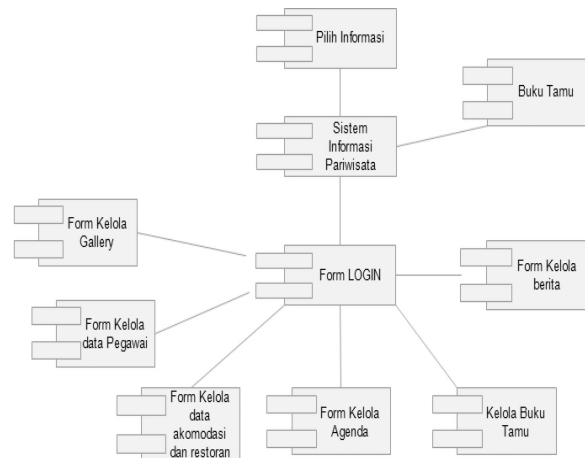 Pilih Informasi
Buku Tamu
Sistem
Informasi
Pariwisata
Form Kelola
Gallery
Form LOGIN
Form Kelola
berita
Form Kelola
data Pegawai
Form Kelola
data
akomodasi
dan restoran
Form Kelola
Agenda
Kelola Buku
Tamu